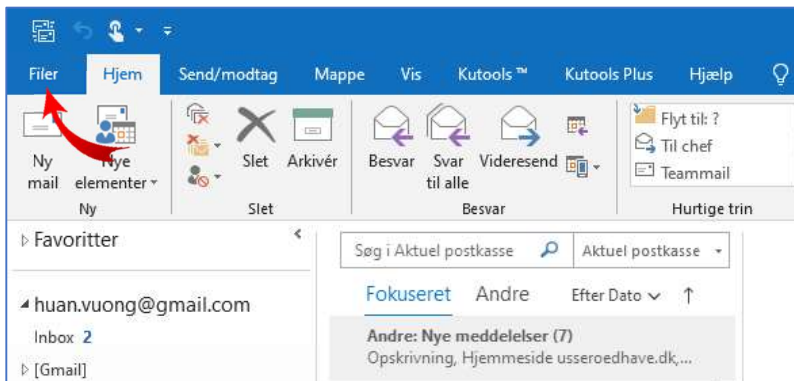 Filer Hjem Send/modtag Mappe Vis Kutools™ Kutools Plus Hjælp
Ny mail
Nye elementer
Slet
Arkivér
Besvar
Svar til alle
Videresend
Flyt til: ?
Til chef
Teammail
Ny Slet Besvar Hurtige trin
Favoritter
Søg i Aktuel postkasse Aktuel postkasse
huan.vuong@gmail.com
Fokuseret Andre Efter Dato
Inbox 2
Andre: Nye meddelelser (7)
Opskrivning, Hjemmeside usseroedhave.dk,...
[Gmail]